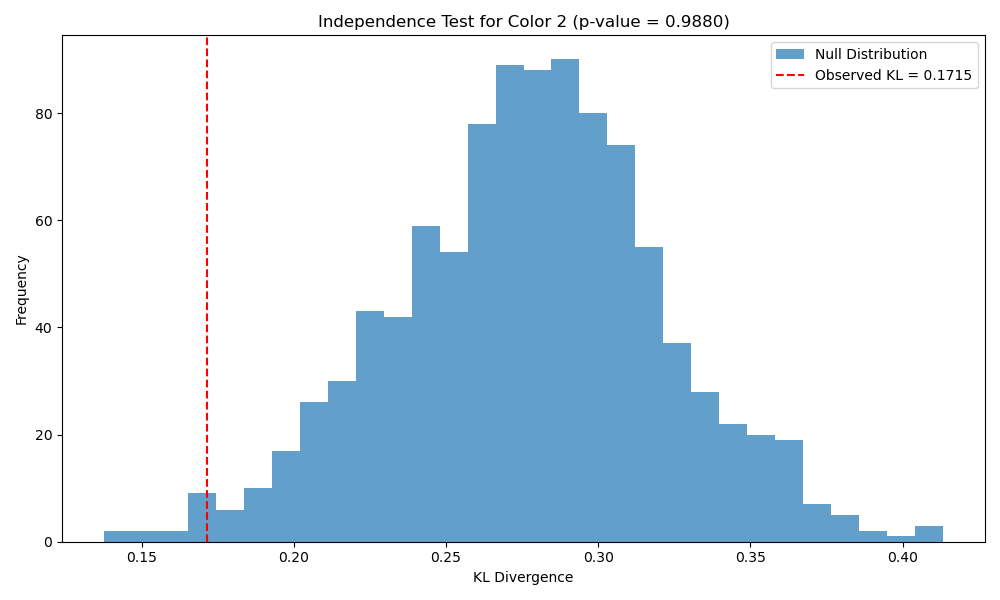 Independence Test for Color 2 (p-value = 0.9880)
Null Distribution
Observed KL = 0.1715
Frequency
80
60
40
20
0
0.15 0.20 0.25 0.30 0.35 0.40
KL Divergence